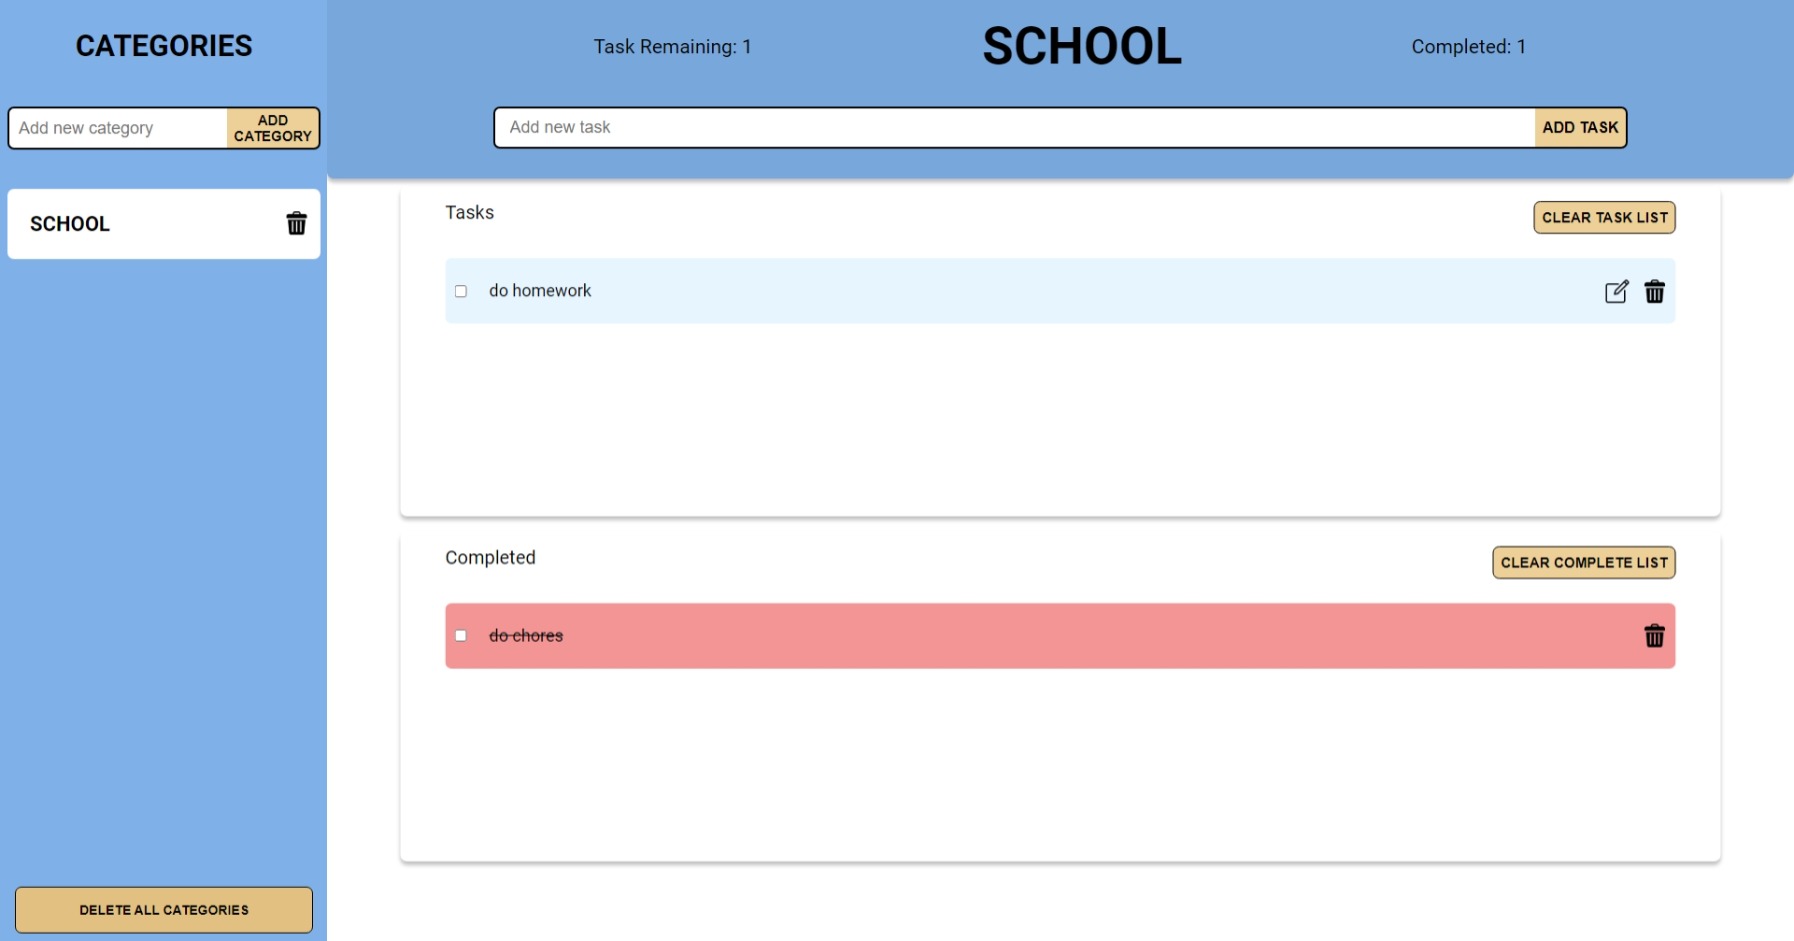 CATEGORIES
Add new category
ADD
CATEGORY
SCHOOL
DELETE ALL CATEGORIES
Task Remaining: 1
SCHOOL
Completed: 1
Add new task
ADD TASK
Tasks
CLEAR TASK LIST
do homework
Completed
CLEAR COMPLETE LIST
do chores